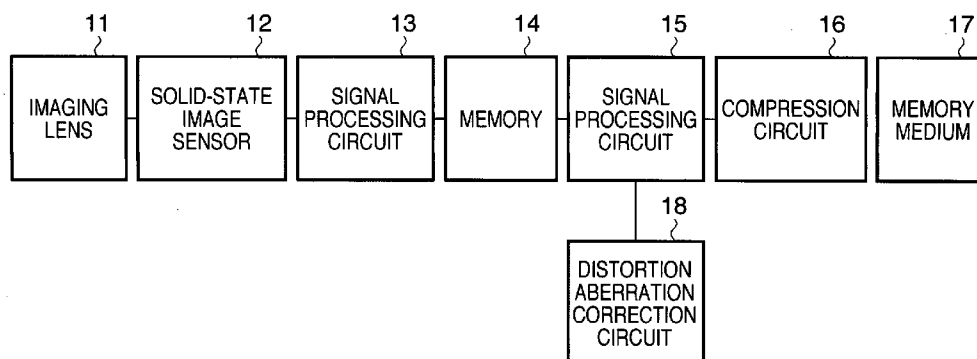 11
12
13
14
15
16
17
IMAGING
LENS
SOLID-STATE
IMAGE
SENSOR
SIGNAL
PROCESSING
CIRCUIT
MEMORY
SIGNAL
PROCESSING
CIRCUIT
COMPRESSION
CIRCUIT
MEMORY
MEDIUM
18
DISTORTION
ABERRATION
CORRECTION
CIRCUIT